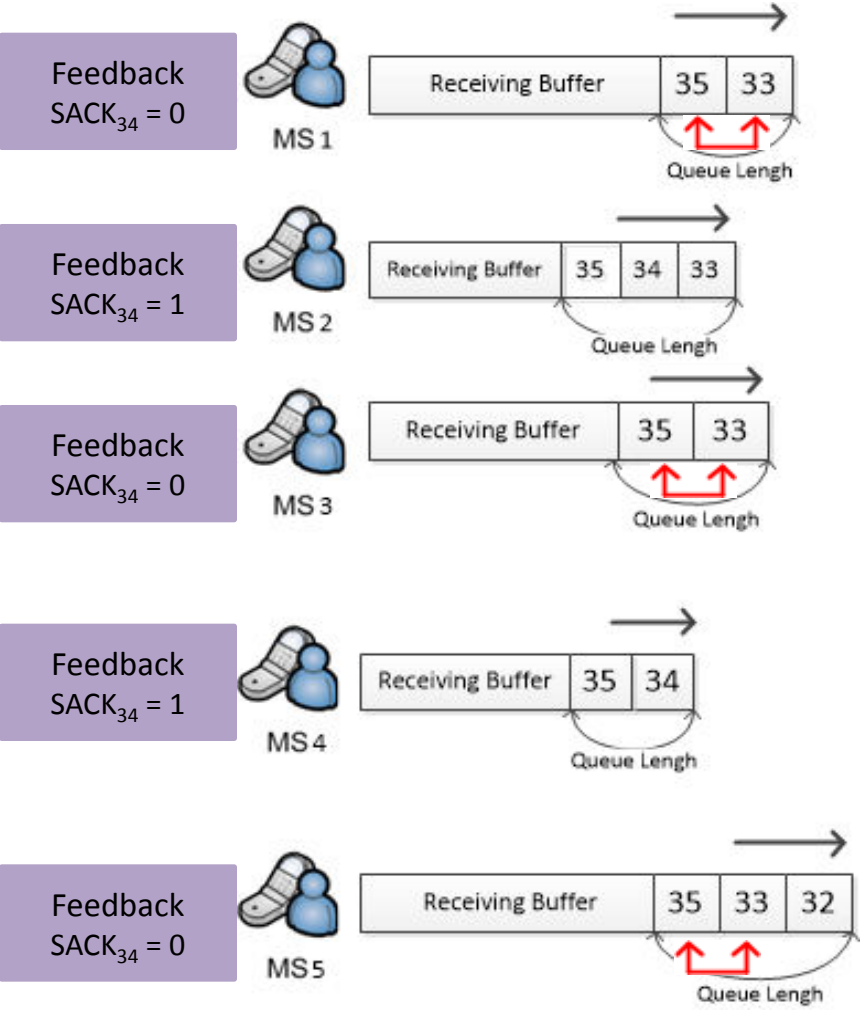 Feedback
SACK34 = 0
MS 1
Receiving Buffer 35 33
Queue Lengh
Feedback
SACK34 = 1
MS 2
Receiving Buffer 35 34 33
Queue Lengh
Feedback
SACK34 = 0
MS 3
Receiving Buffer 35 33
Queue Lengh
Feedback
SACK34 = 1
MS 4
Receiving Buffer 35 34
Queue Lengh
Feedback
SACK34 = 0
MS 5
Receiving Buffer 35 33 32
Queue Lengh